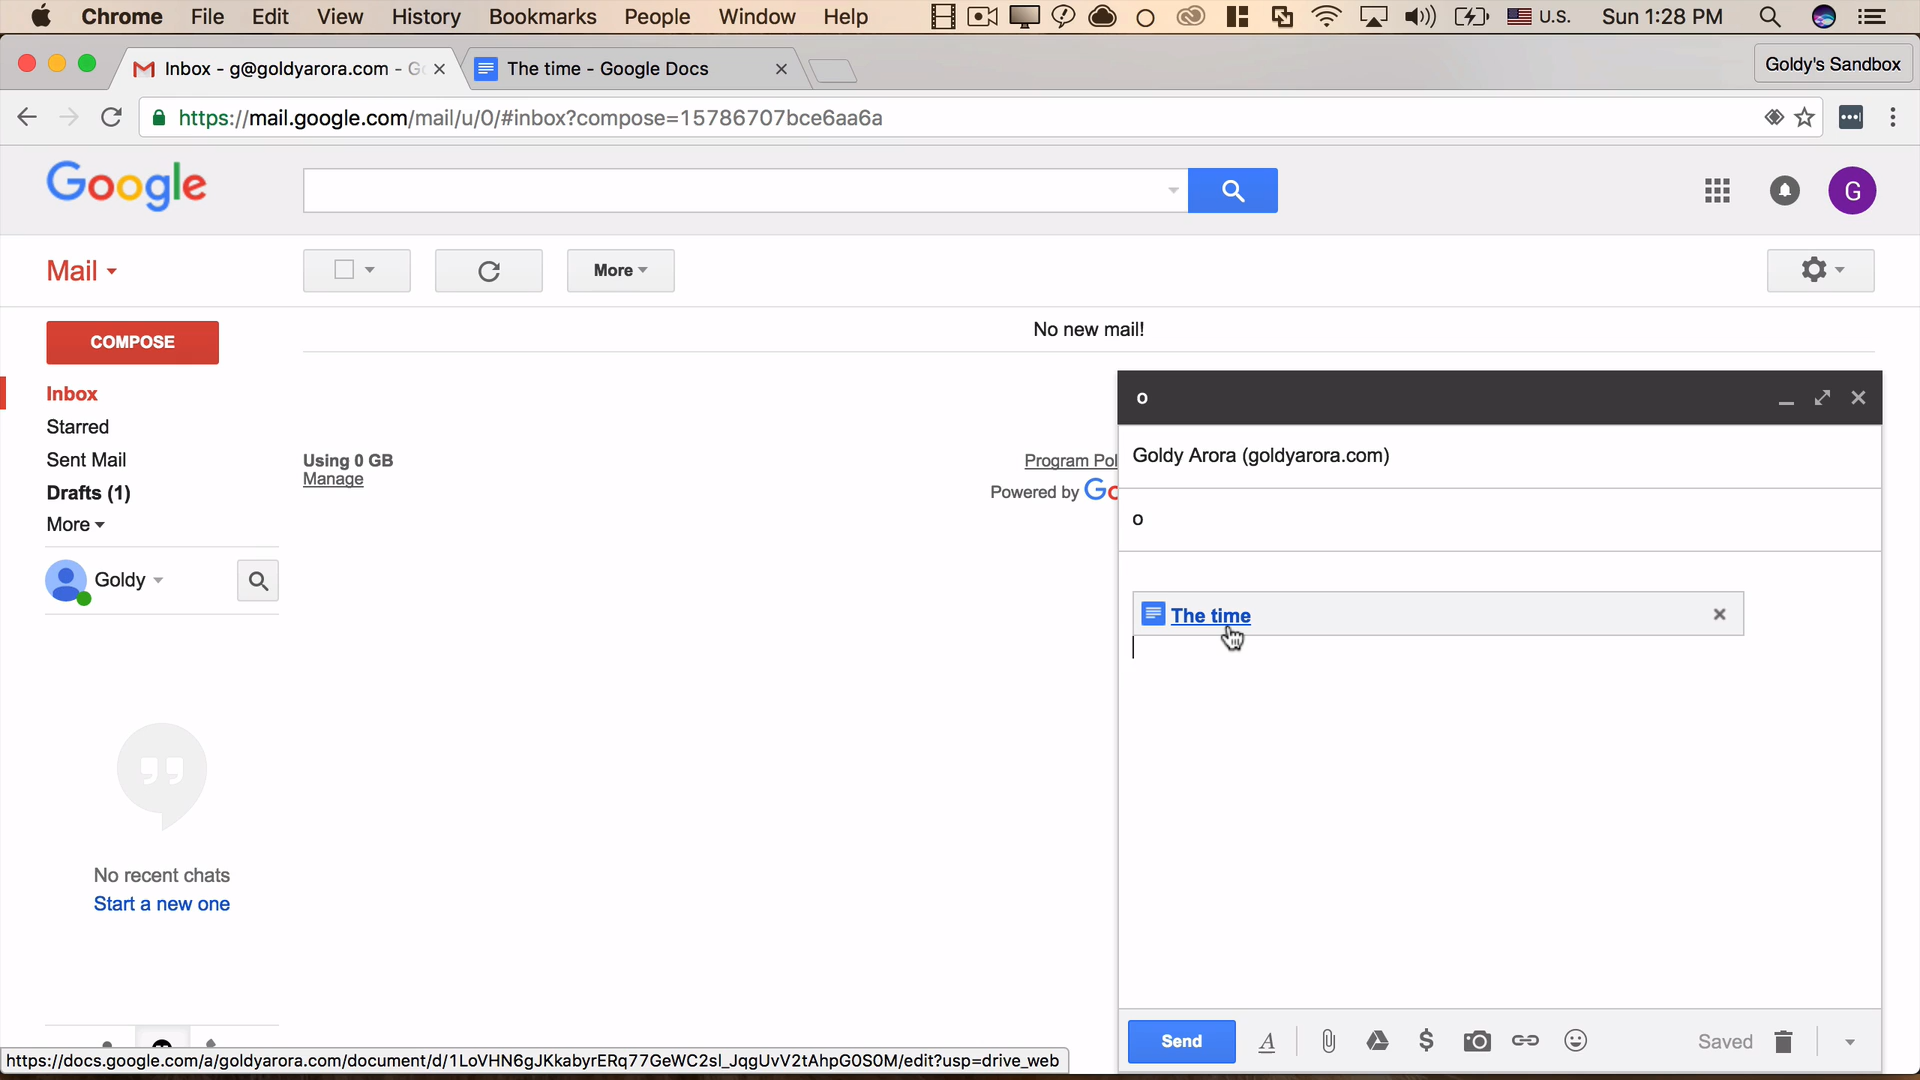 Chrome File Edit View History Bookmarks People Window Help U.S. Sun 1:28 PM
Inbox - g@goldyarora.com - G The time - Google Docs Goldy's Sandbox
https://mail.google.com/mail/u/0/#inbox?compose=15786707bce6aa6a
Google G
Mail More
COMPOSE
No new mail!
Inbox
Starred
Sent Mail
Drafts (1)
More
Using 0 GB
Manage
Program Pol
Powered by Go
o
Goldy Arora (goldyarora.com)
o
The time
Goldy
No recent chats
Start a new one
Send A $ Saved
https://docs.google.com/a/goldyarora.com/document/d/1LoVHN6gJKkabyrERq77GeWC2sl_JqgUvV2tAhpG0S0M/edit?usp=drive_web